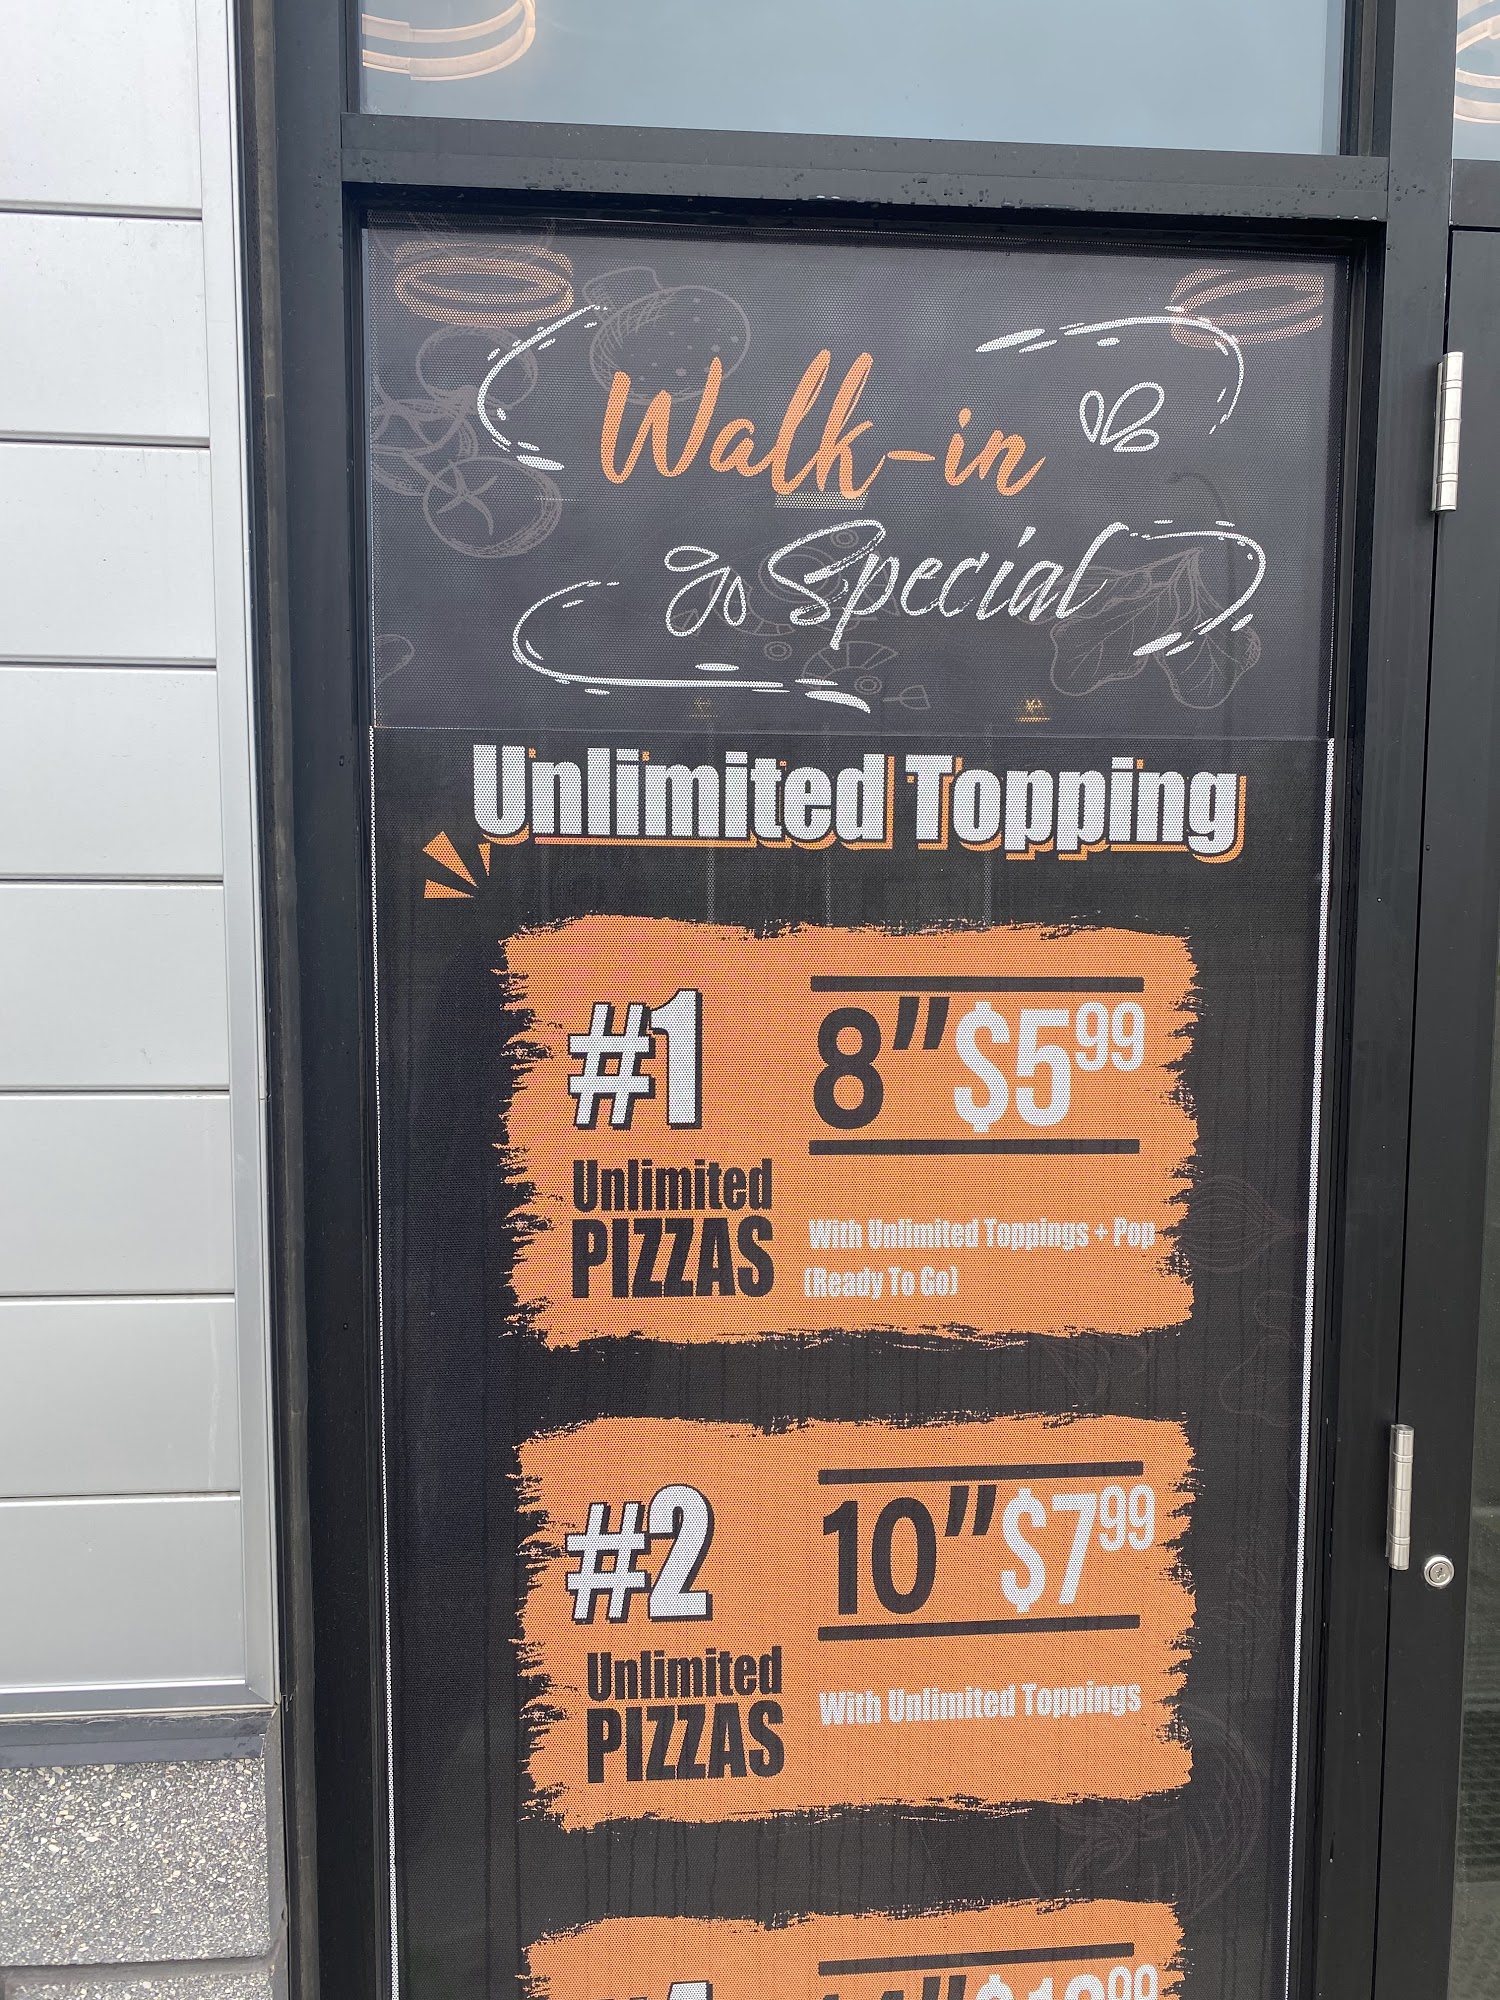 Walk-in
Special
Unlimited Topping
#1
8" $5.99
Unlimited
PIZZAS
With Unlimited Toppings + Pop
(Ready To Go)
#2
10" $7.99
Unlimited
PIZZAS
With Unlimited Toppings